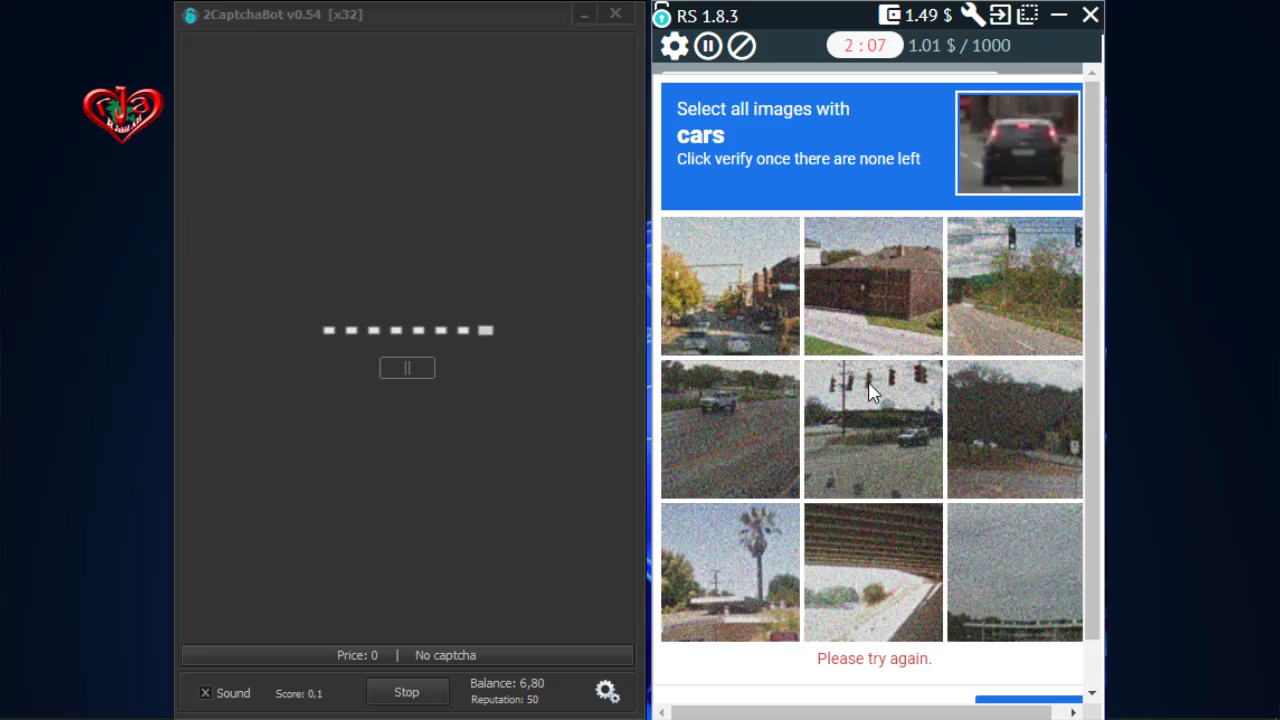 2CaptchaBot v0.54 [x32]
RS 1.8.3
1.49 $
2 : 07
1.01 $ / 1000
Select all images with
cars
Click verify once there are none left
Please try again.
Price: 0 | No captcha
Sound
Score: 0,1
Stop
Balance: 6,80
Reputation: 50